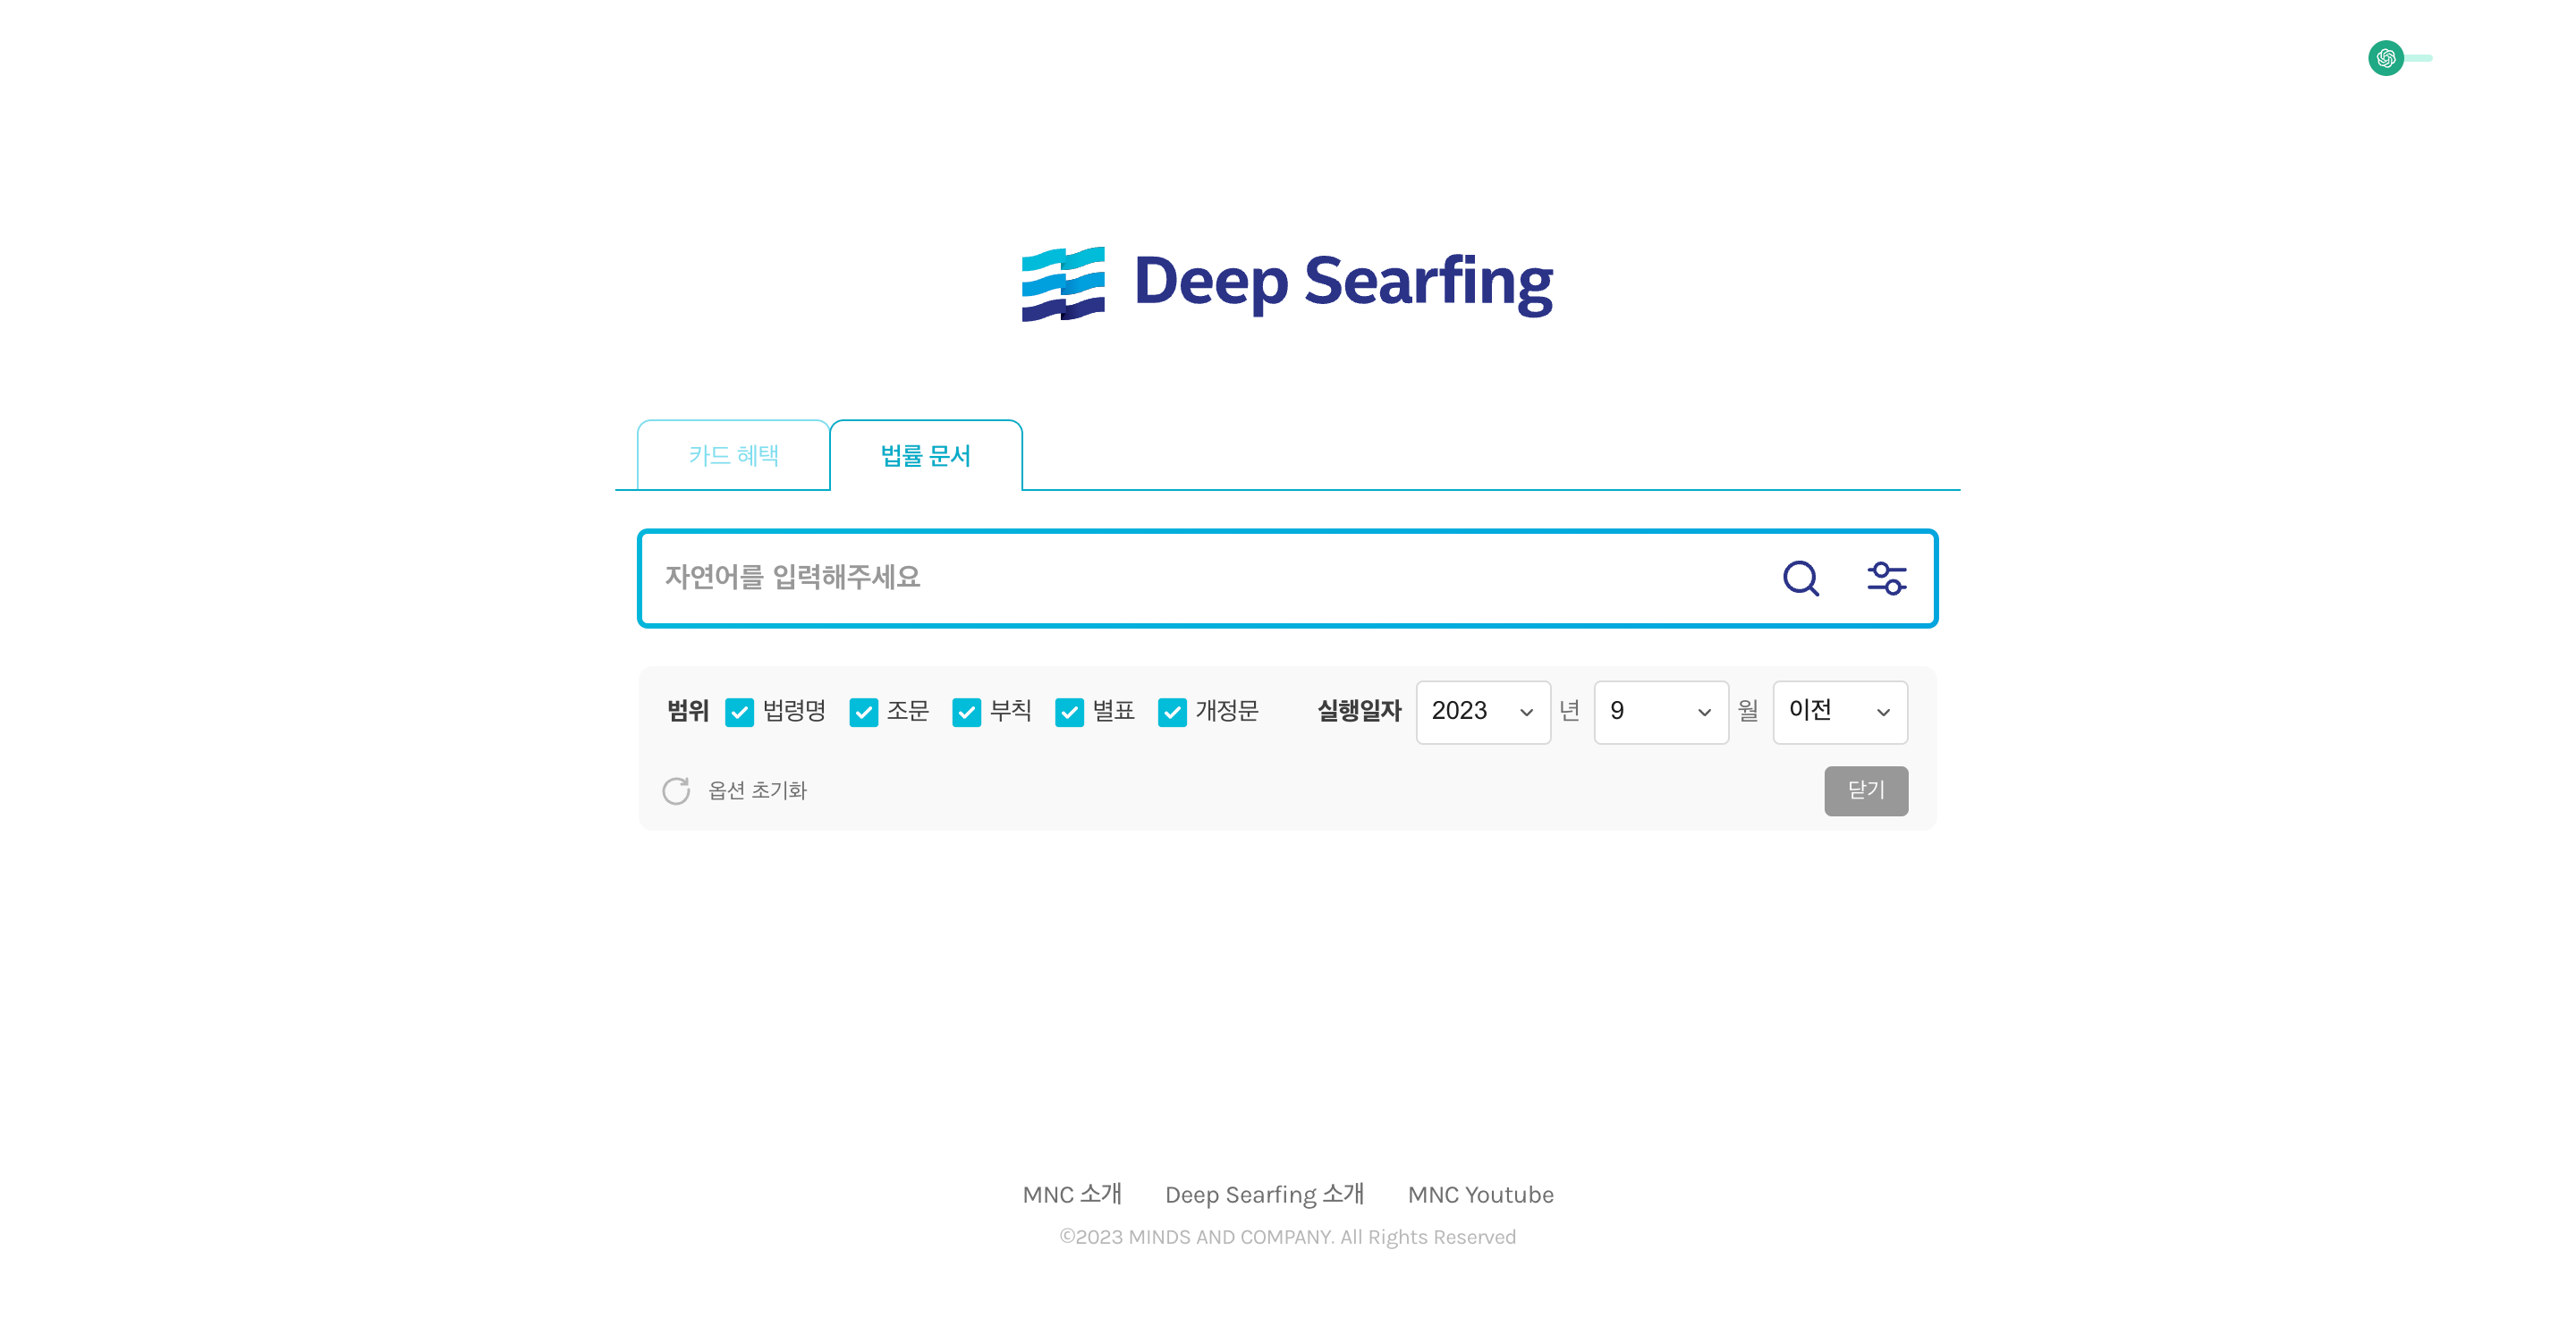 Deep Searfing
카드 혜택 법률 문서
자연어를 입력해주세요
범위 법령명 조문 부칙 별표 개정문 실행일자 2023 년 9 월 이전
옵션 초기화 닫기
MNC 소개 Deep Searfing 소개 MNC Youtube
©2023 MINDS AND COMPANY. All Rights Reserved